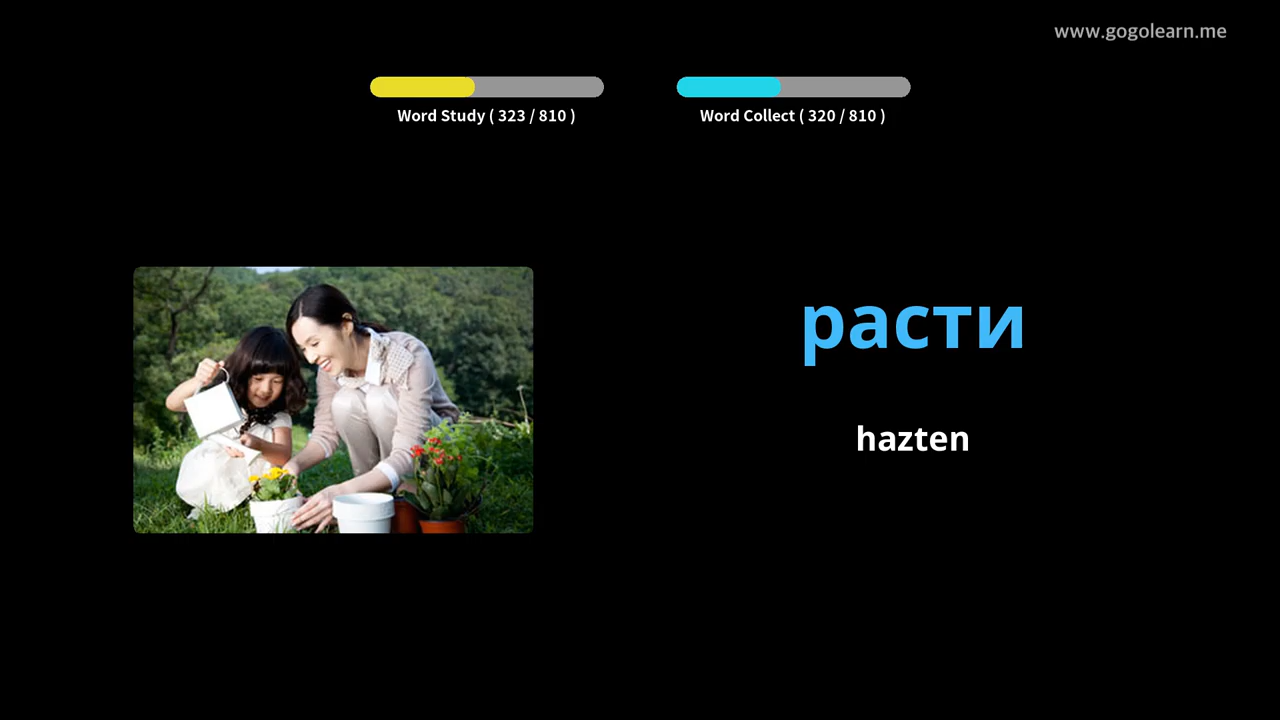 www.gogolearn.me
Word Study ( 323 / 810 )
Word Collect ( 320 / 810 )
расти
hazten